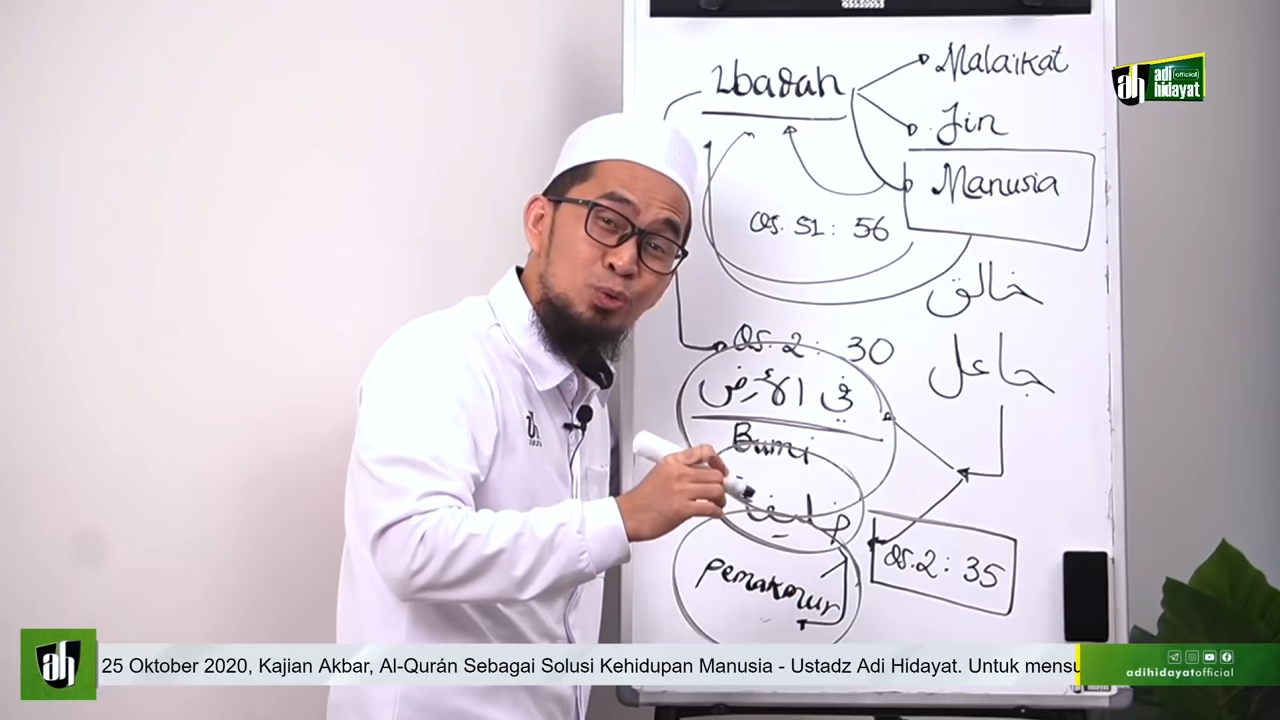 Ibadah
Malaikat
Jin
Manusia
QS. 51 : 56
خالق
QS. 2 : 30
جاعل
في الأرض
Bumi
خليفة
QS. 2 : 35
pemakmur
adi official
hidayat
25 Oktober 2020, Kajian Akbar, Al-Qurán Sebagai Solusi Kehidupan Manusia - Ustadz Adi Hidayat. Untuk mensu
adihidayatofficial